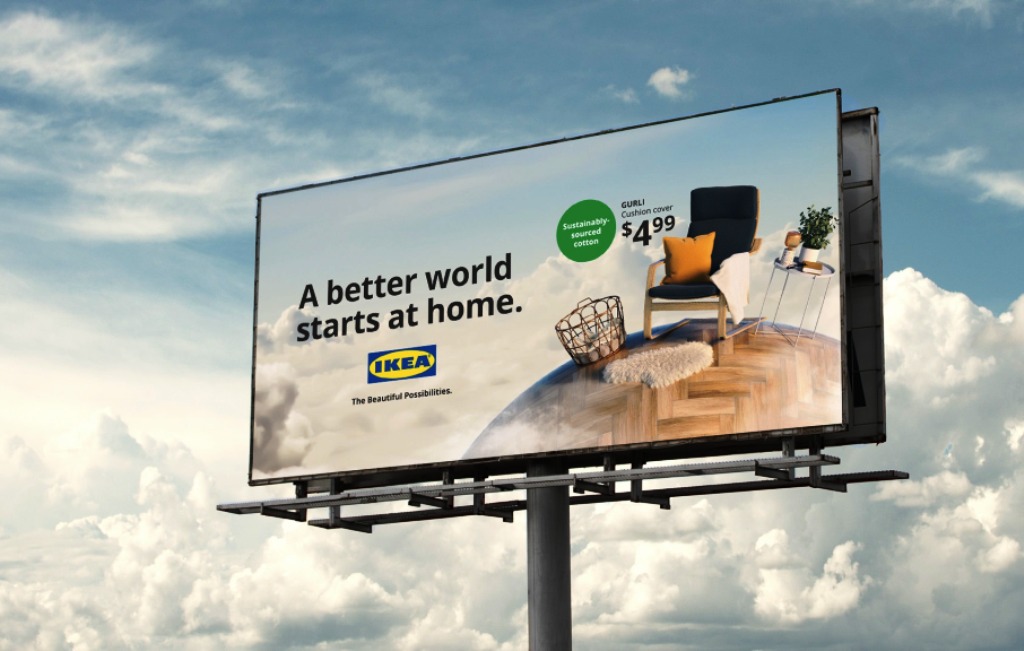 A better world
starts at home.
IKEA
The Beautiful Possibilities.
Sustainably-
sourced
cotton
GURLI
Cushion cover
$4.99